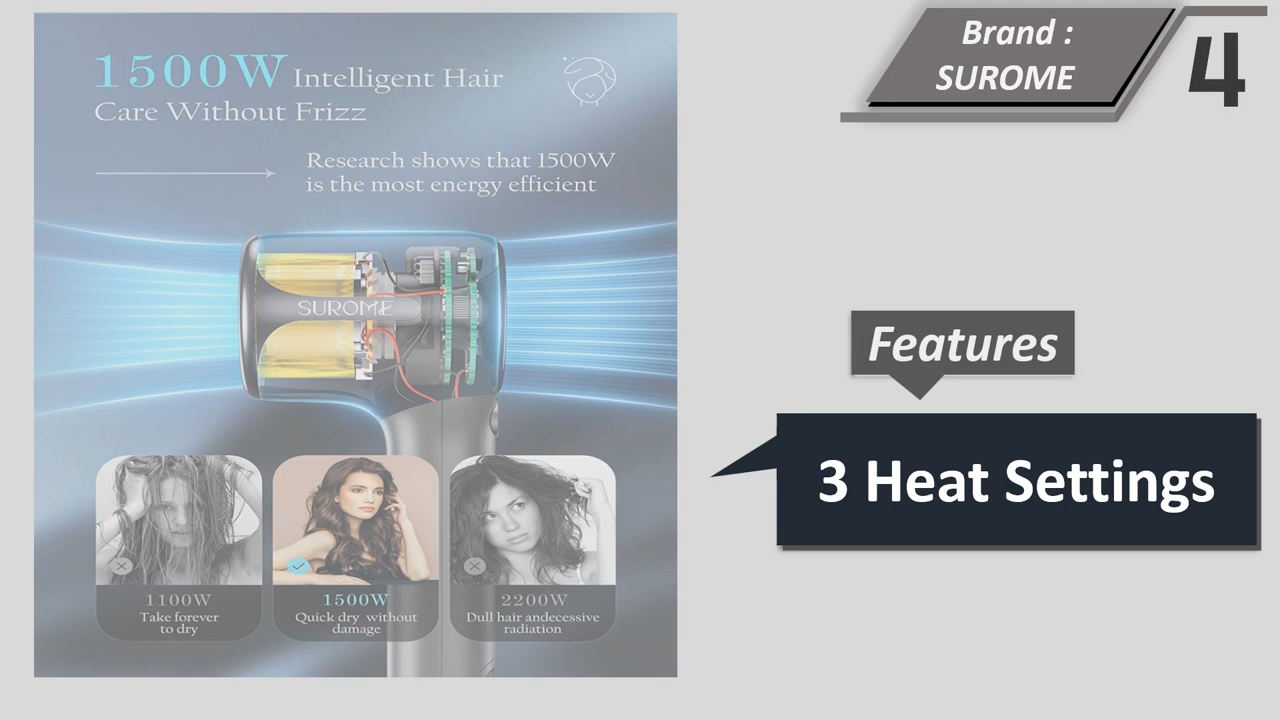 Brand :
SUROME
4
1500W Intelligent Hair
Care Without Frizz
Research shows that 1500W
is the most energy efficient
SUROME
Features
3 Heat Settings
1100W
Take forever
to dry
1500W
Quick dry without
damage
2200W
Dull hair andecessive
radiation